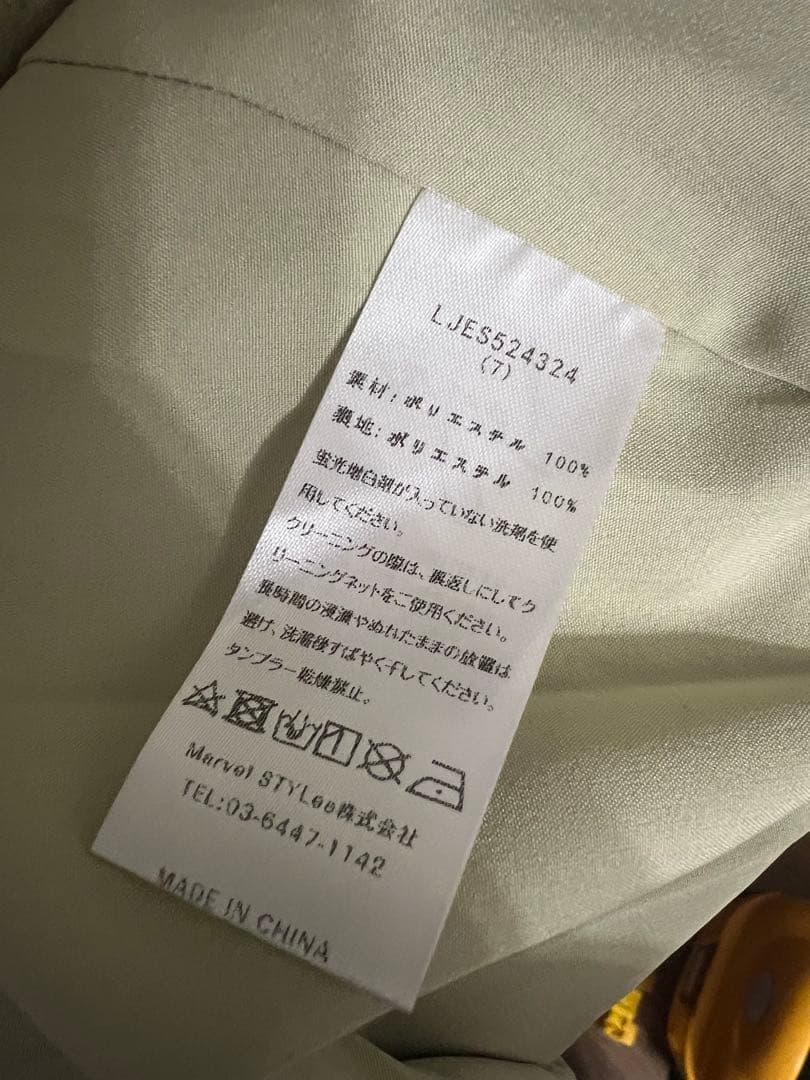 LJES524324
(7)
素材: ポリエステル 100%
裏地: ポリエステル 100%
蛍光増白剤が入っていない洗剤を使
用してください。
クリーニングの際は、裏返しにしてク
リーニングネットをご使用ください。
長時間の浸漬やぬれたままの放置は
避け、洗濯後すばやく干してください。
タンブラー乾燥禁止。
Marvel STYLee株式会社
TEL:03-6447-1142
MADE IN CHINA